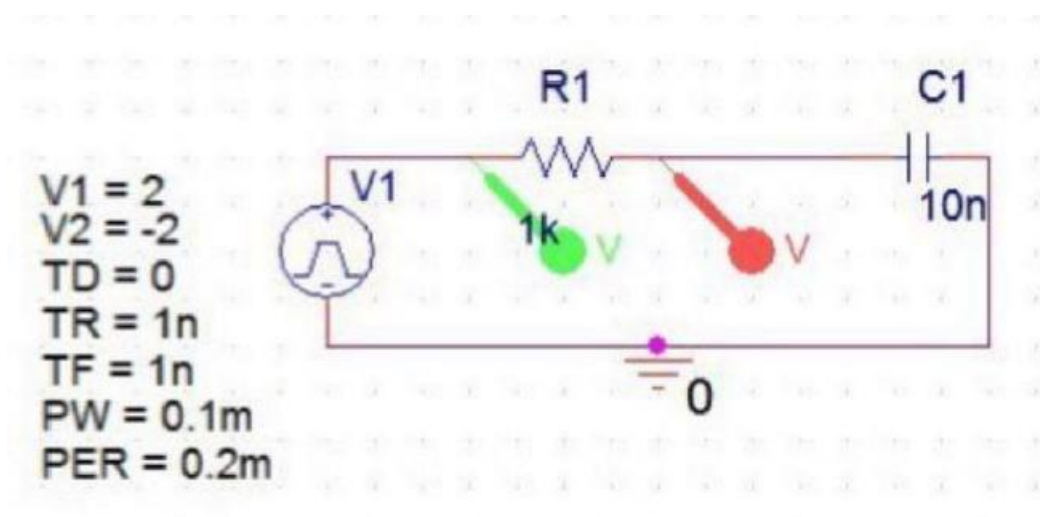 R1
C1
V1
1k
V
V
10n
V1 = 2
V2 = -2
TD = 0
TR = 1n
TF = 1n
PW = 0.1m
PER = 0.2m
0